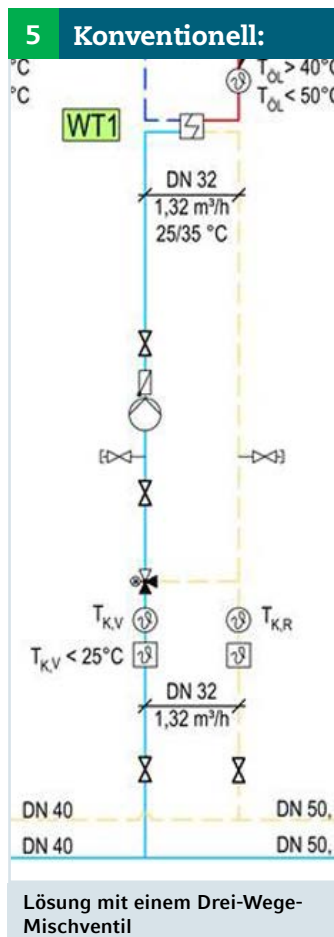 5 Konventionell:
°C
°C
T_ÖL > 40°C
T_ÖL < 50°C
WT1
DN 32
1,32 m³/h
25/35 °C
T_K,V
T_K,R
T_K,V < 25°C
DN 32
1,32 m³/h
DN 40
DN 50,
DN 40
DN 50,
Lösung mit einem Drei-Wege-
Mischventil